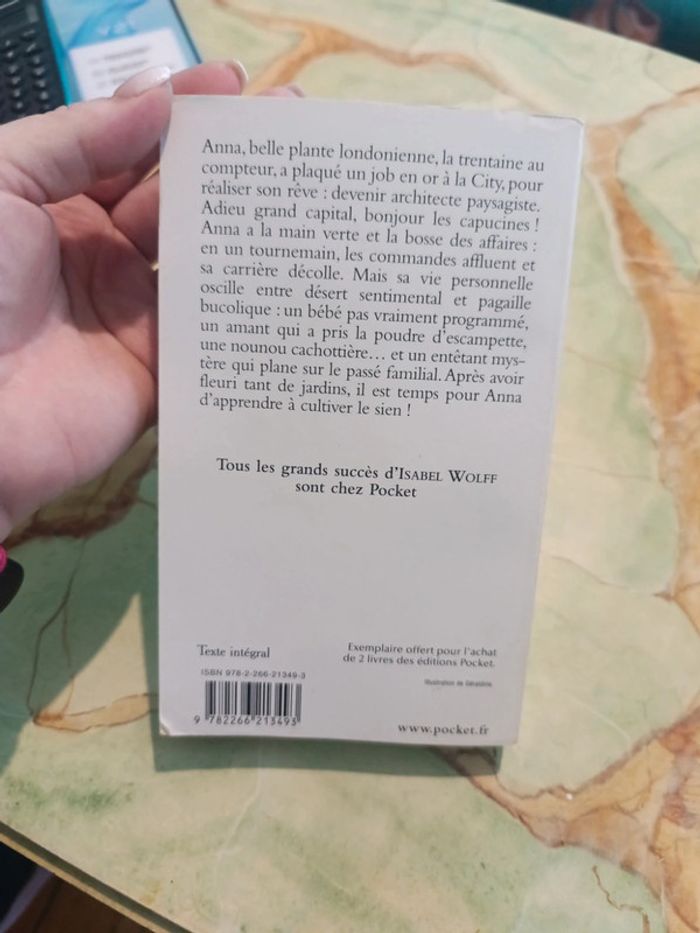 Anna, belle plante londonienne, la trentaine au
compteur, a plaqué un job en or à la City, pour
réaliser son rêve : devenir architecte paysagiste.
Adieu grand capital, bonjour les capucines !
Anna a la main verte et la bosse des affaires :
en un tournemain, les commandes affluent et
sa carrière décolle. Mais sa vie personnelle
oscille entre désert sentimental et pagaille
bucolique : un bébé pas vraiment programmé,
un amant qui a pris la poudre d'escampette,
une nounou cachottière… et un entêtant mys-
tère qui plane sur le passé familial. Après avoir
fleuri tant de jardins, il est temps pour Anna
d'apprendre à cultiver le sien !
Tous les grands succès d'ISABEL WOLFF
sont chez Pocket
Texte intégral
Exemplaire offert pour l'achat
de 2 livres des éditions Pocket.
Illustration de Géraldine
ISBN 978-2-266-21349-3
9 782266 213493
www.pocket.fr